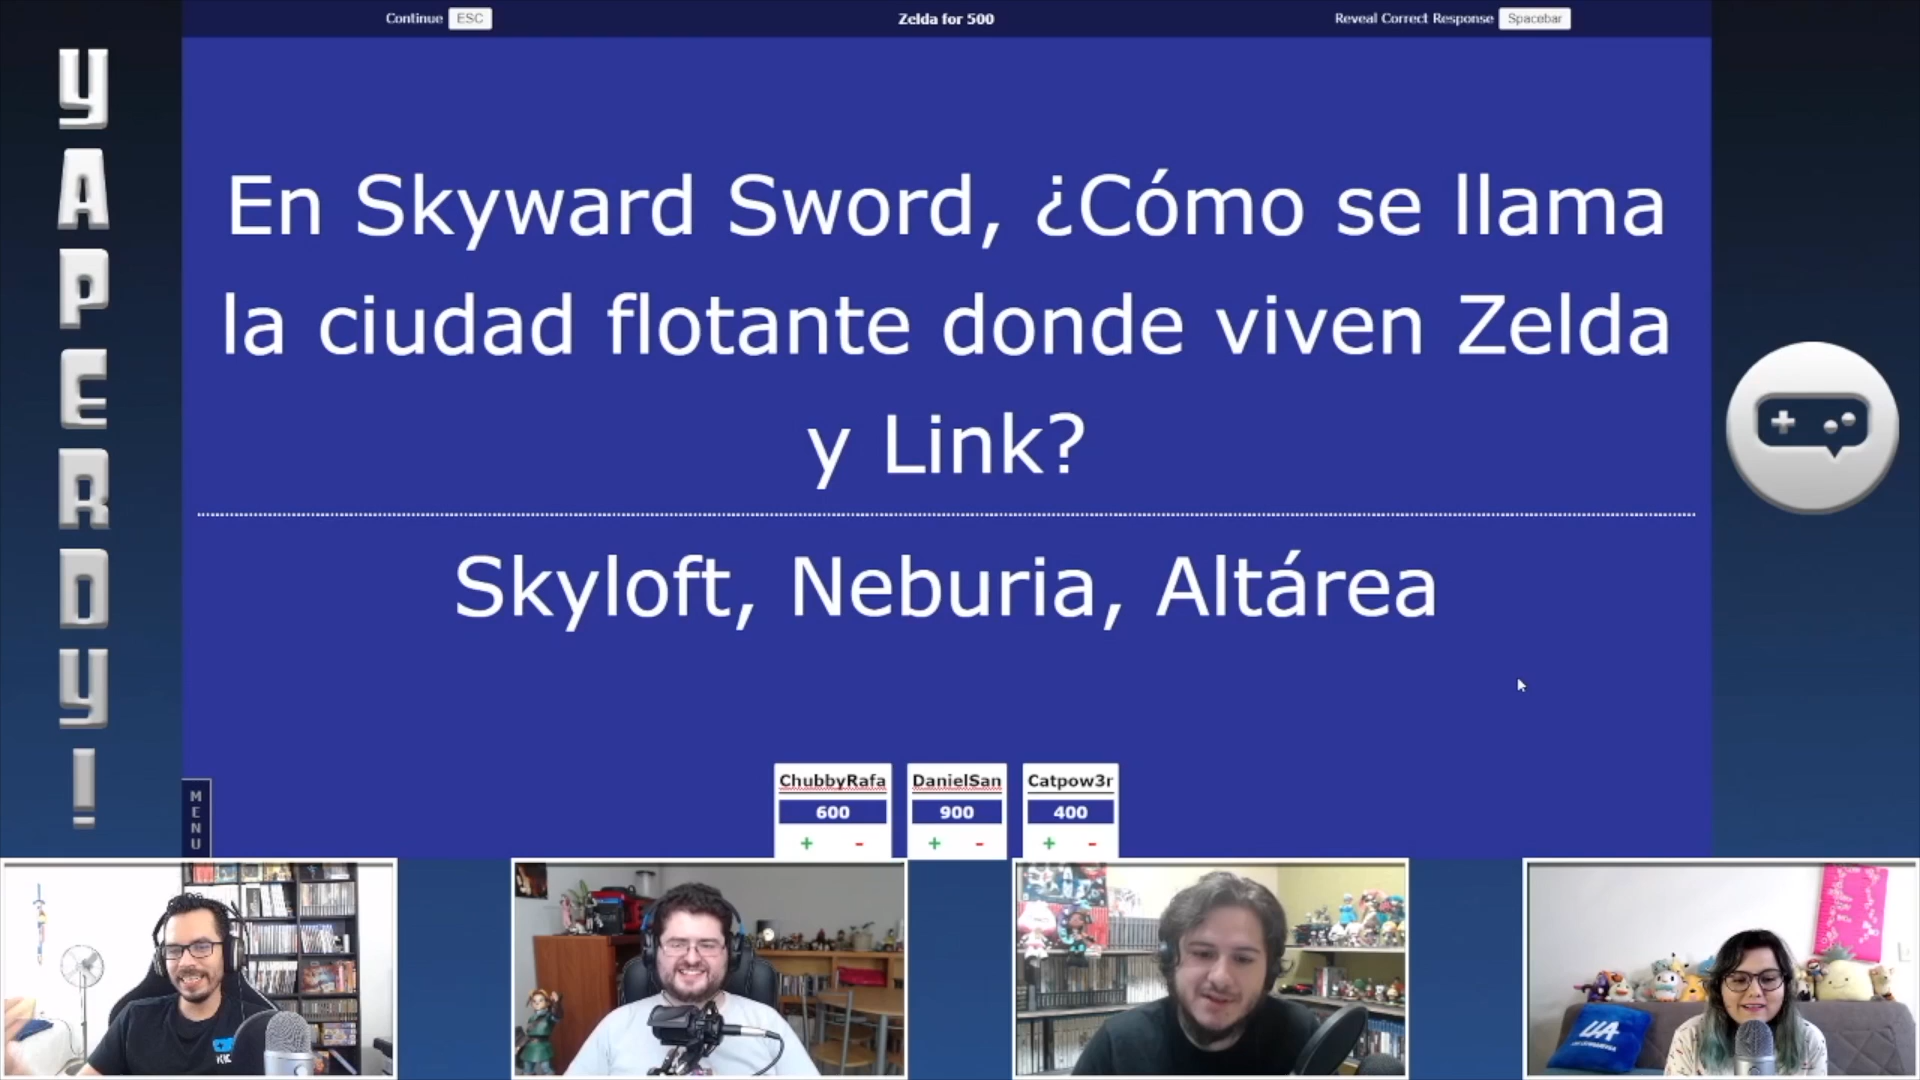 Continue ESC
Zelda for 500
Reveal Correct Response Spacebar
YAPERDY!
En Skyward Sword, ¿Cómo se llama
la ciudad flotante donde viven Zelda
y Link?
Skyloft, Neburia, Altárea
MENU
ChubbyRafa
600
+ -
DanielSan
900
+ -
Catpow3r
400
+ -